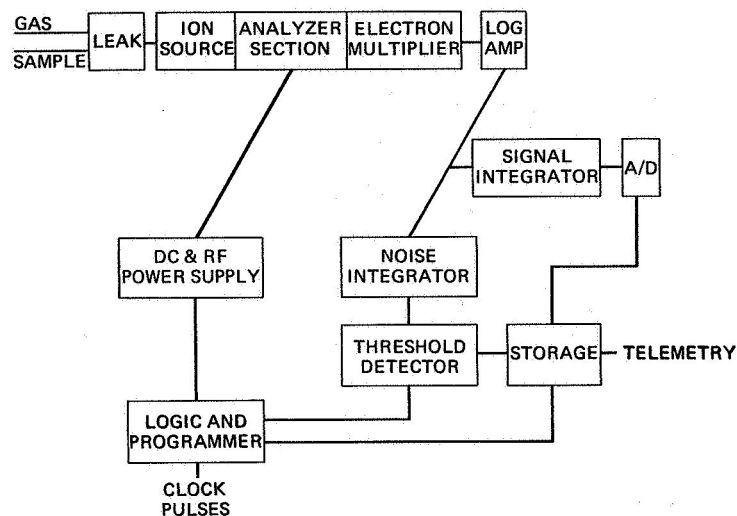 GAS
SAMPLE
LEAK
ION
SOURCE
ANALYZER
SECTION
ELECTRON
MULTIPLIER
LOG
AMP
SIGNAL
INTEGRATOR
A/D
DC & RF
POWER SUPPLY
NOISE
INTEGRATOR
THRESHOLD
DETECTOR
STORAGE
TELEMETRY
LOGIC AND
PROGRAMMER
CLOCK
PULSES